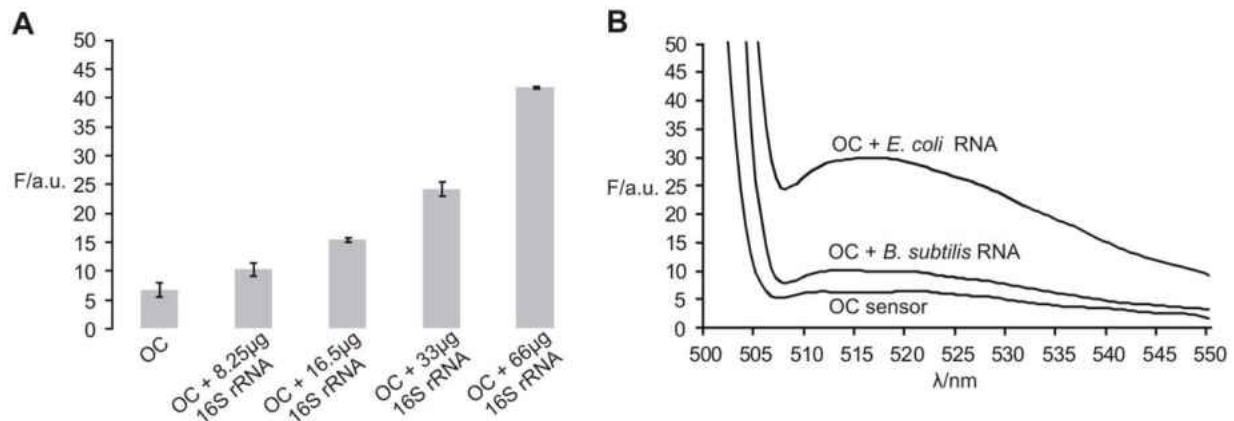 A
50
45
40
35
30
25
20
15
10
5
0
F/a.u.
OC
OC + 8.25µg
16S rRNA
OC + 16.5µg
16S rRNA
OC + 33µg
16S rRNA
OC + 66µg
16S rRNA
B
50
45
40
35
30
25
20
15
10
5
0
F/a.u.
OC + E. coli RNA
OC + B. subtilis RNA
OC sensor
500 505 510 515 520 525 530 535 540 545 550
λ/nm